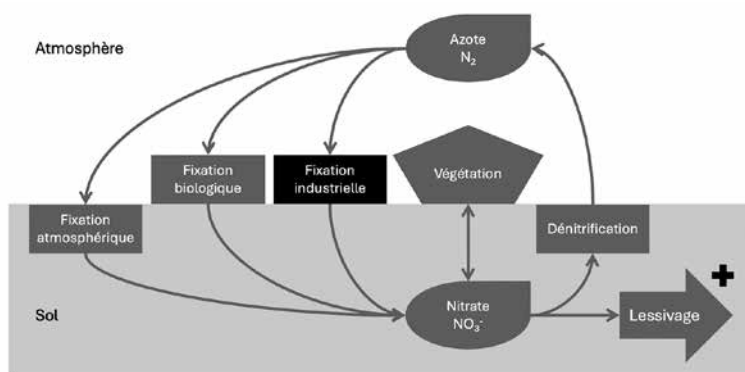 Atmosphère
Azote
N₂
Fixation
biologique
Fixation
industrielle
Végétation
Fixation
atmosphérique
Dénitrification
+
Sol
Nitrate
NO₃⁻
Lessivage